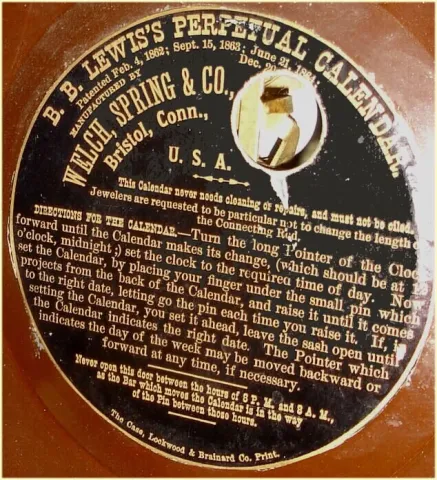 B. B. LEWIS'S PERPETUAL CALENDAR.
Patented Feb. 4, 1862; Sept. 15, 1863; June 21, 1864
Dec.
MANUFACTURED BY
WELCH, SPRING & CO.,
Bristol, Conn.,
U. S. A.
This Calendar never needs cleaning or repairs, and must not be oiled.
Jewelers are requested to be particular not to change the length
the Connecting Rod.
DIRECTIONS FOR THE CALENDAR.—Turn the long Pointer of the Clock
forward until the Calendar makes its change, (which should be at 12
o'clock, midnight;) set the clock to the required time of day. Now
set the Calendar, by placing your finger under the small pin which
projects from the back of the Calendar, and raise it until it comes
to the right date, letting go the pin each time you raise it. If, in
setting the Calendar, you set it ahead, leave the sash open until
the Calendar indicates the right date. The Pointer which
indicates the day of the week may be moved backward or
forward at any time, if necessary.
Never open this door between the hours of 8 P. M. and 8 A. M.,
as the Bar which moves the Calendar is in the way
of the Pin between those hours.
The Case, Lockwood & Brainard Co. Print.